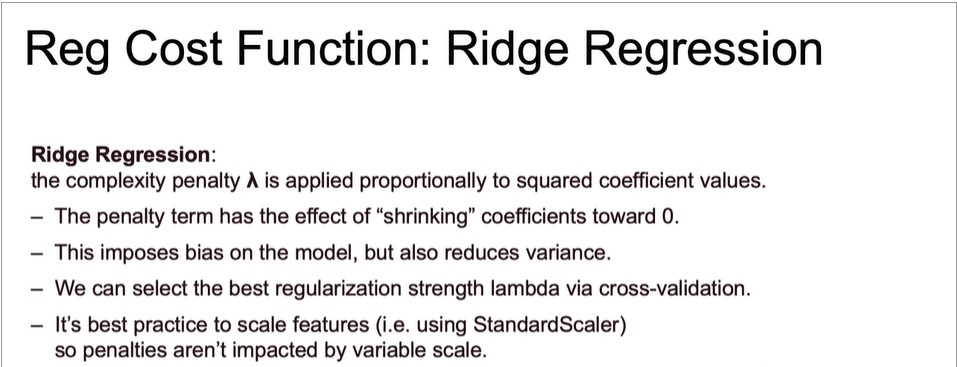 Reg Cost Function: Ridge Regression
Ridge Regression:
the complexity penalty λ is applied proportionally to squared coefficient values.
– The penalty term has the effect of “shrinking” coefficients toward 0.
– This imposes bias on the model, but also reduces variance.
– We can select the best regularization strength lambda via cross-validation.
– It’s best practice to scale features (i.e. using StandardScaler)
so penalties aren’t impacted by variable scale.